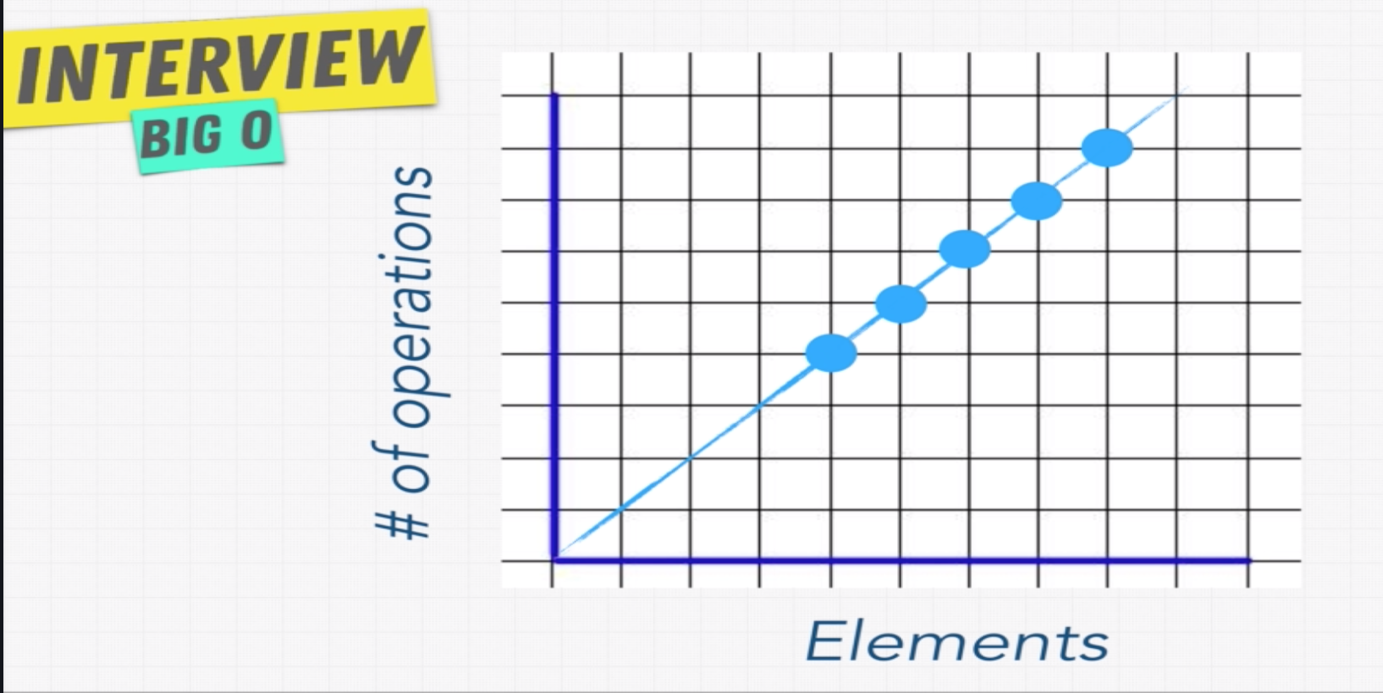 INTERVIEW
BIG O
# of operations
Elements